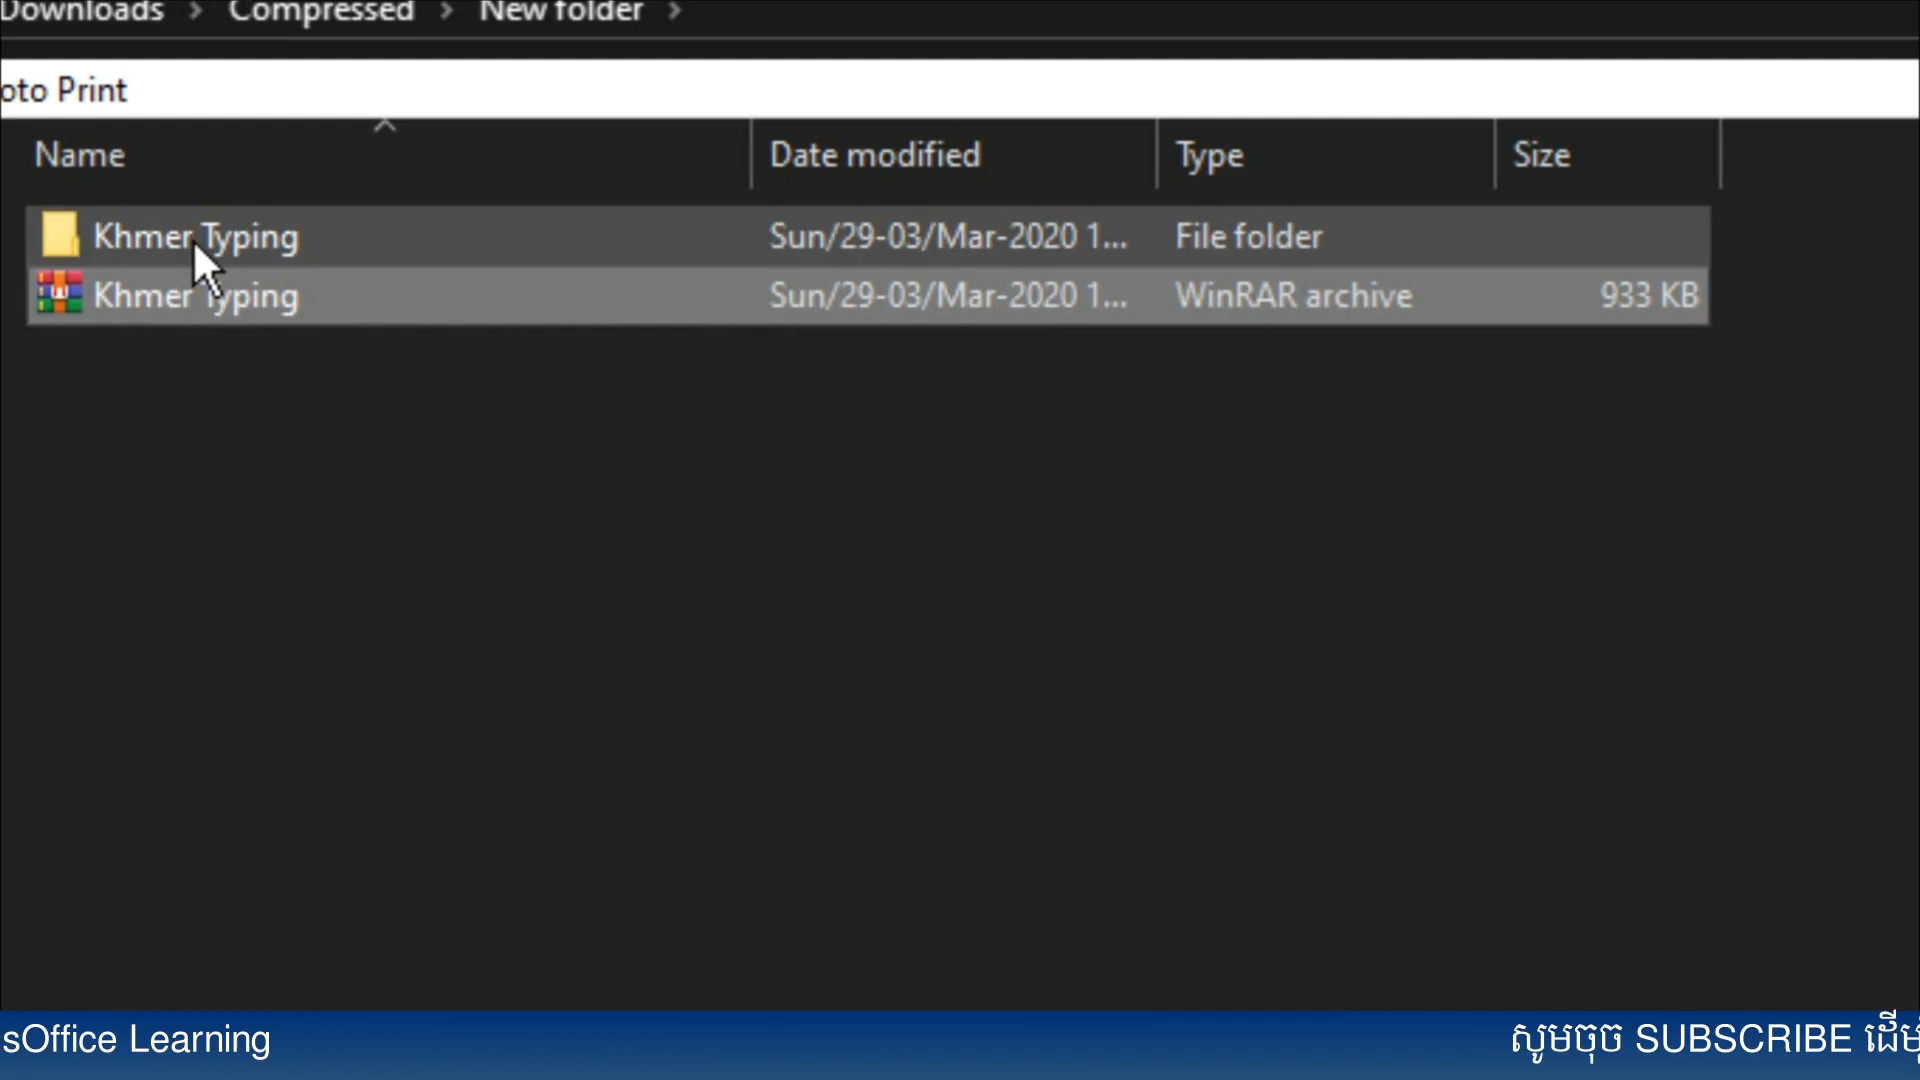 Downloads > Compressed > New folder >
oto Print
Name Date modified Type Size
Khmer Typing Sun/29-03/Mar-2020 1... File folder
Khmer Typing Sun/29-03/Mar-2020 1... WinRAR archive 933 KB
sOffice Learning សូមចុច SUBSCRIBE ដើម្